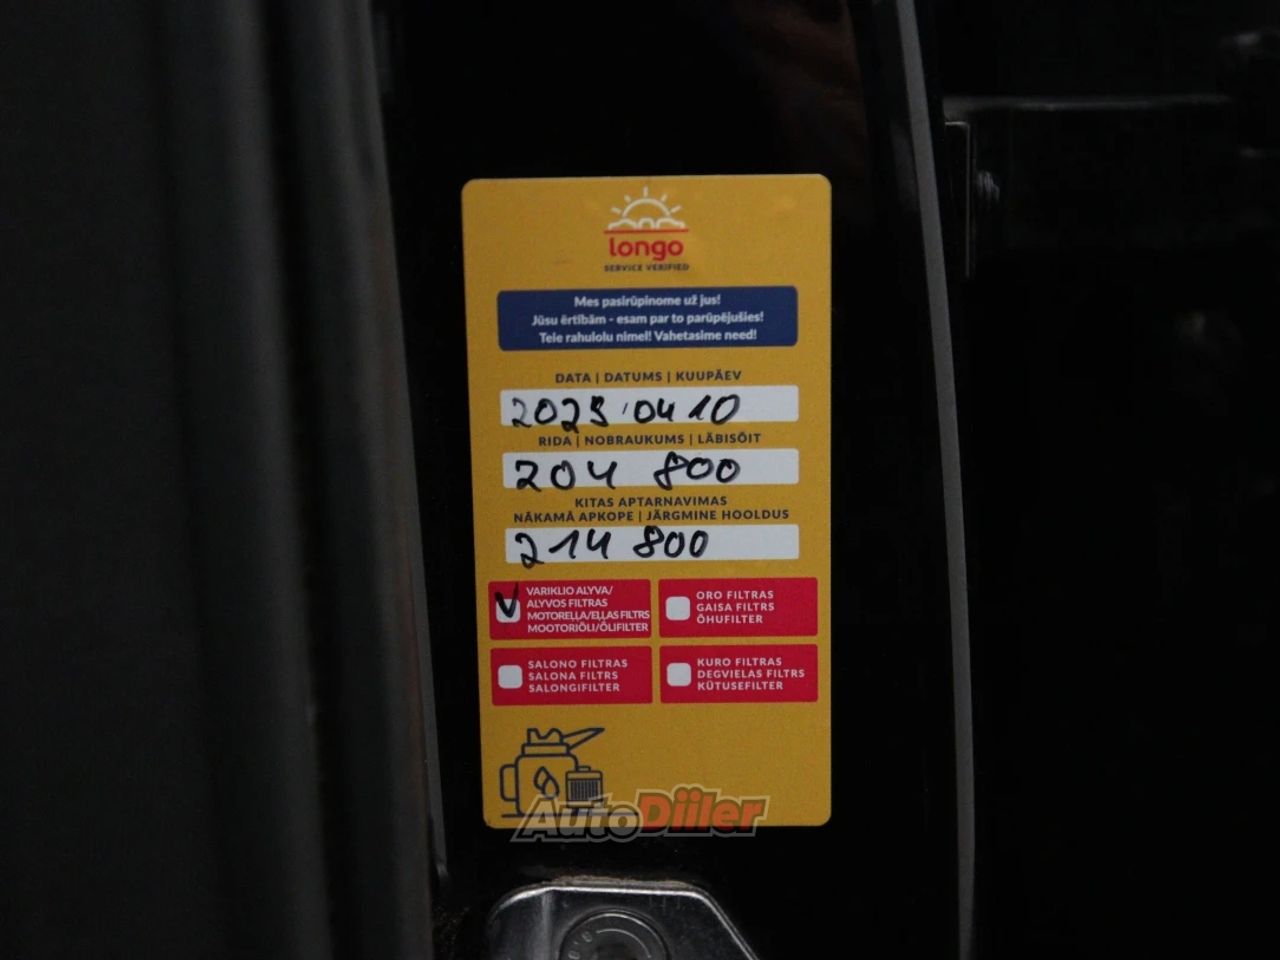 longo
SERVICE VERIFIED
Mes pasirūpinome už jus!
Jūsu ērtībām - esam par to parūpējušies!
Teie rahulolu nimel! Vahetasime need!
DATA | DATUMS | KUUPÄEV
2023 04 10
RIDA | NOBRAUKUMS | LÄBISÕIT
204 800
KITAS APTARNAVIMAS
NĀKAMĀ APKOPE | JÄRGMINE HOOLDUS
214 800
VARIKLIO ALYVA/
ALYVOS FILTRAS
MOTOREĻĻA/EĻĻAS FILTRS
MOOTORIÕLI/ÕLIFILTER
ORO FILTRAS
GAISA FILTRS
ÕHUFILTER
SALONO FILTRAS
SALONA FILTRS
SALONGIFILTER
KURO FILTRAS
DEGVIELAS FILTRS
KÜTUSEFILTER
AutoDiiler